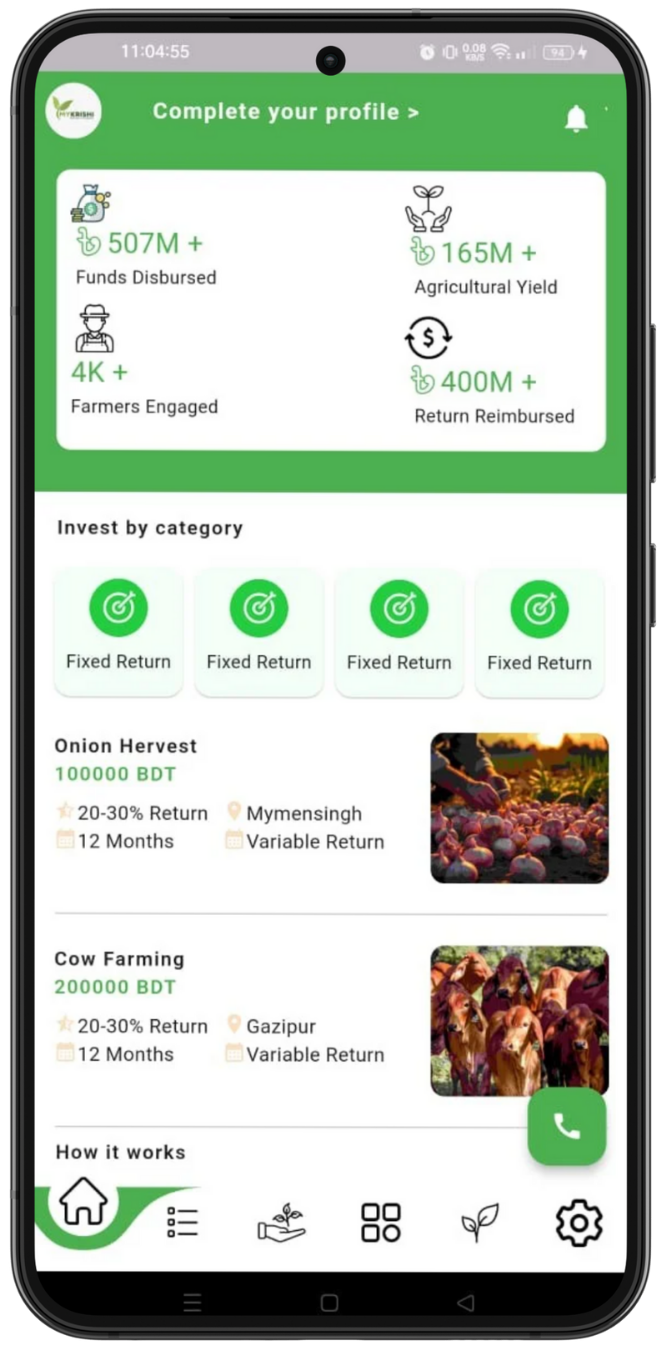 11:04:55
0.08
KB/S
94
MYKRISHI
Complete your profile >
৳ 507M +
Funds Disbursed
৳ 165M +
Agricultural Yield
4K +
Farmers Engaged
$
৳ 400M +
Return Reimbursed
Invest by category
Fixed Return
Fixed Return
Fixed Return
Fixed Return
Onion Hervest
100000 BDT
20-30% Return
Mymensingh
12 Months
Variable Return
Cow Farming
200000 BDT
20-30% Return
Gazipur
12 Months
Variable Return
How it works